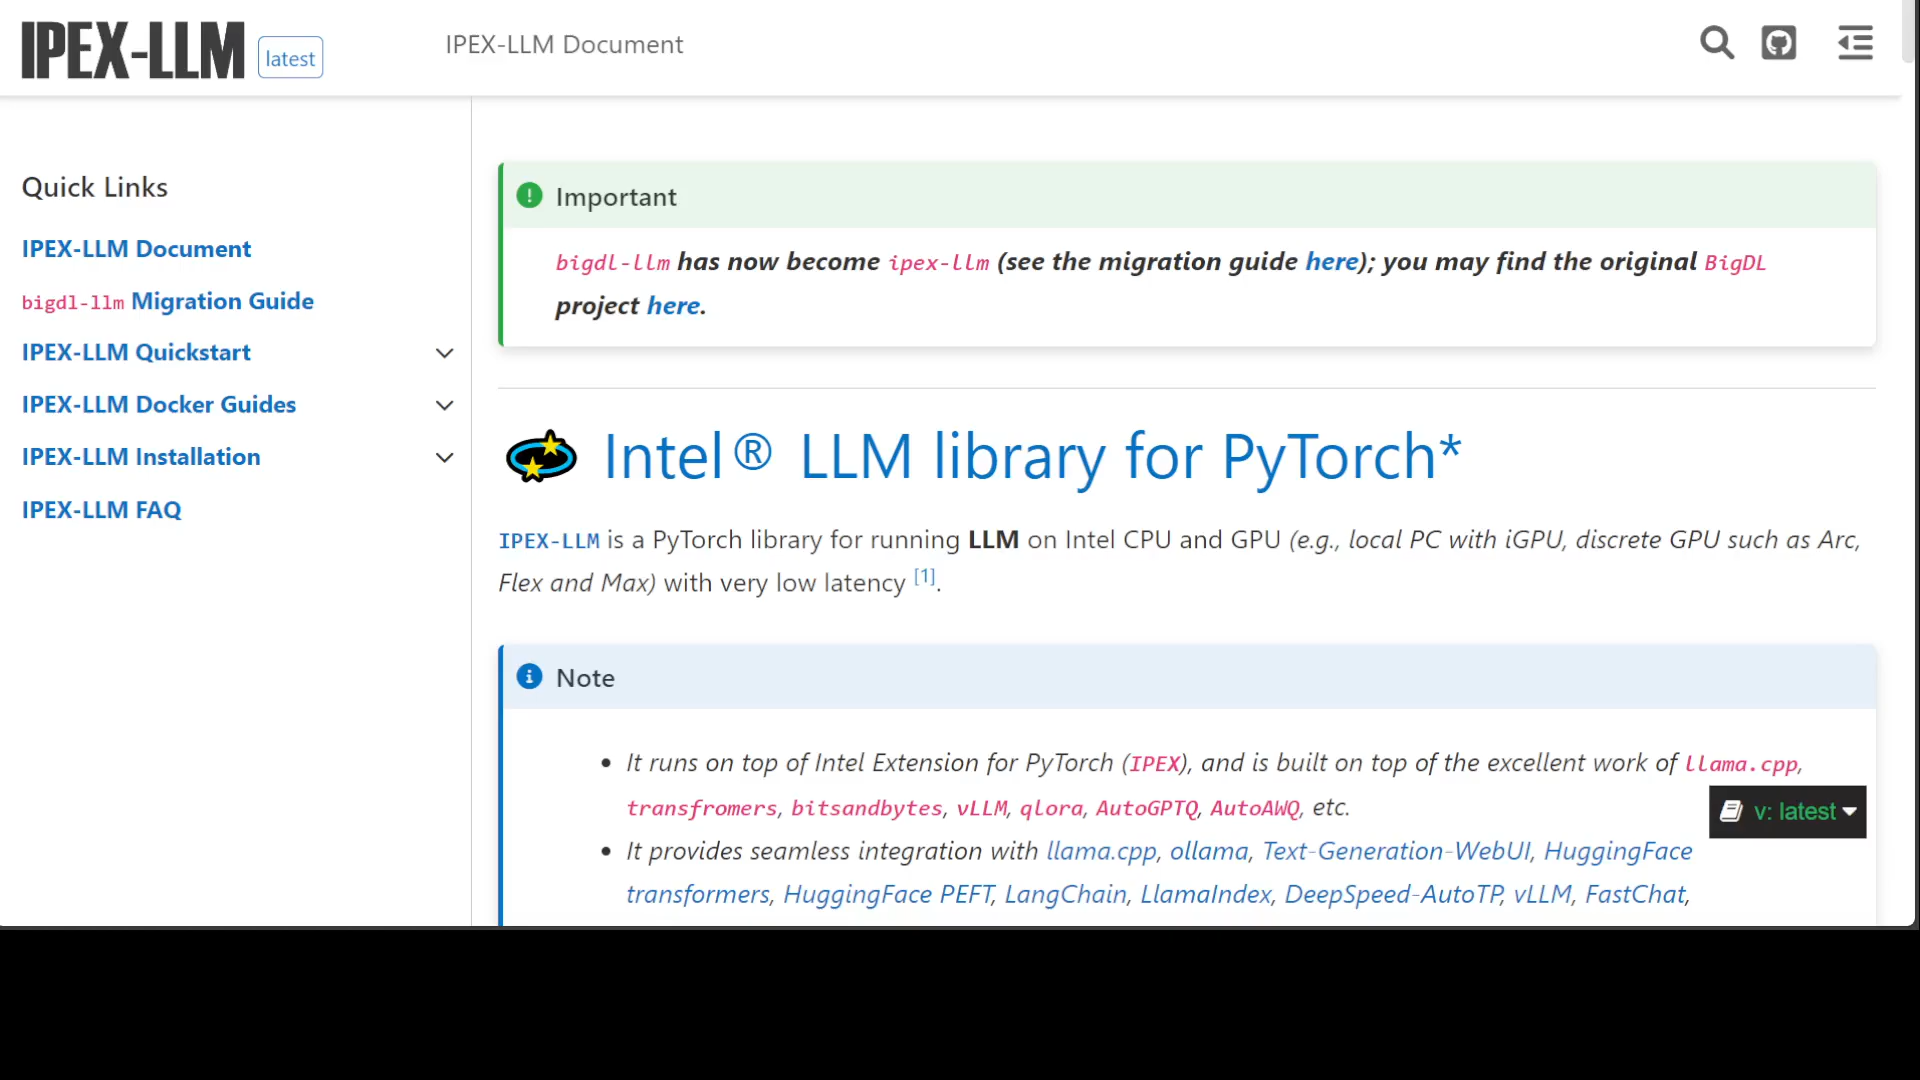 IPEX-LLM latest
IPEX-LLM Document
Quick Links
IPEX-LLM Document
bigdl-llm Migration Guide
IPEX-LLM Quickstart
IPEX-LLM Docker Guides
IPEX-LLM Installation
IPEX-LLM FAQ
Important
bigdl-llm has now become ipex-llm (see the migration guide here); you may find the original BigDL
project here.
Intel® LLM library for PyTorch*
IPEX-LLM is a PyTorch library for running LLM on Intel CPU and GPU (e.g., local PC with iGPU, discrete GPU such as Arc,
Flex and Max) with very low latency [1].
Note
• It runs on top of Intel Extension for PyTorch (IPEX), and is built on top of the excellent work of llama.cpp,
transfromers, bitsandbytes, vLLM, qlora, AutoGPTQ, AutoAWQ, etc.
• It provides seamless integration with llama.cpp, ollama, Text-Generation-WebUI, HuggingFace
transformers, HuggingFace PEFT, LangChain, LlamaIndex, DeepSpeed-AutoTP, vLLM, FastChat,
v: latest